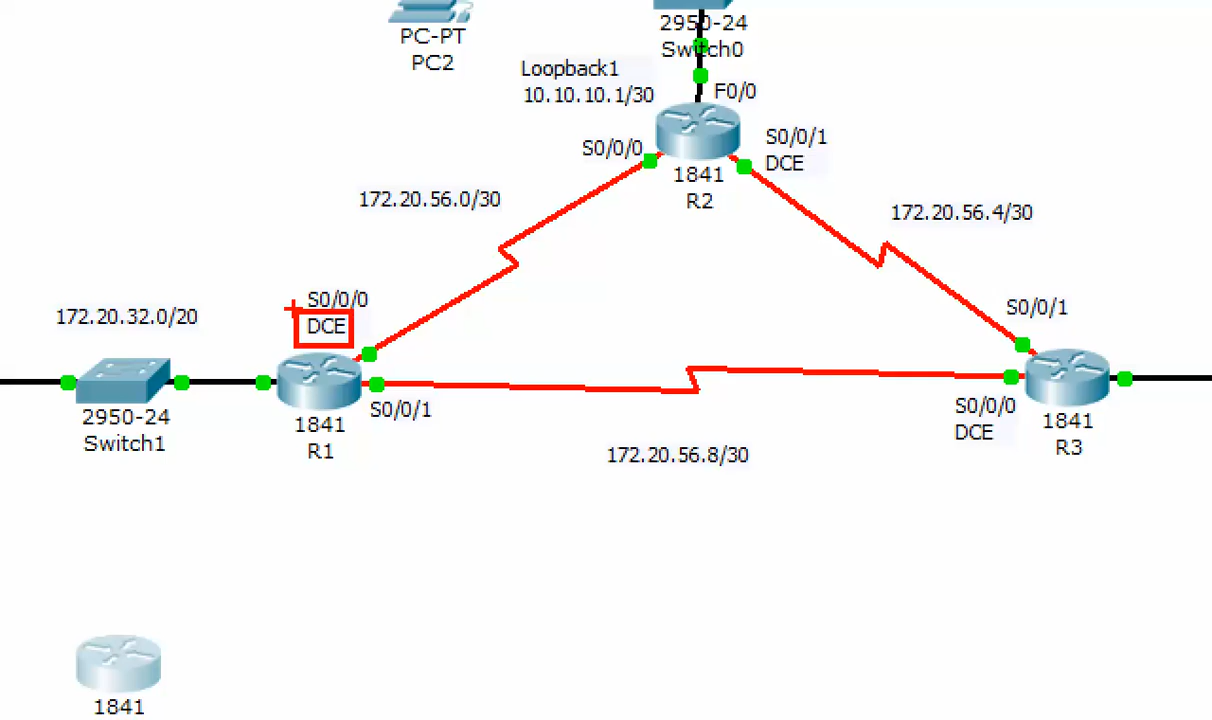 PC-PT
PC2
2950-24
Switch0
Loopback1
10.10.10.1/30
F0/0
S0/0/0
S0/0/1
DCE
1841
R2
172.20.56.0/30
172.20.56.4/30
S0/0/0
DCE
172.20.32.0/20
S0/0/1
2950-24
Switch1
1841
R1
S0/0/1
S0/0/0
DCE
1841
R3
172.20.56.8/30
1841